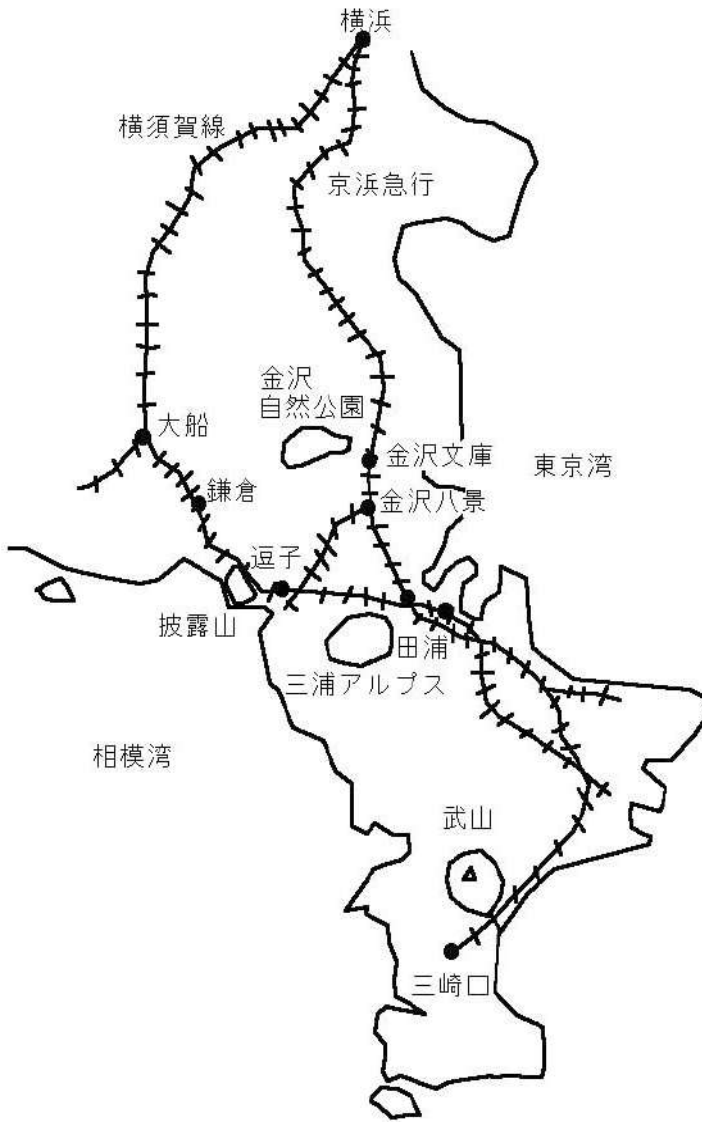 横浜
横須賀線
京浜急行
金沢
自然公園
大船
金沢文庫
東京湾
鎌倉
金沢八景
逗子
披露山
田浦
三浦アルプス
相模湾
武山
三崎口